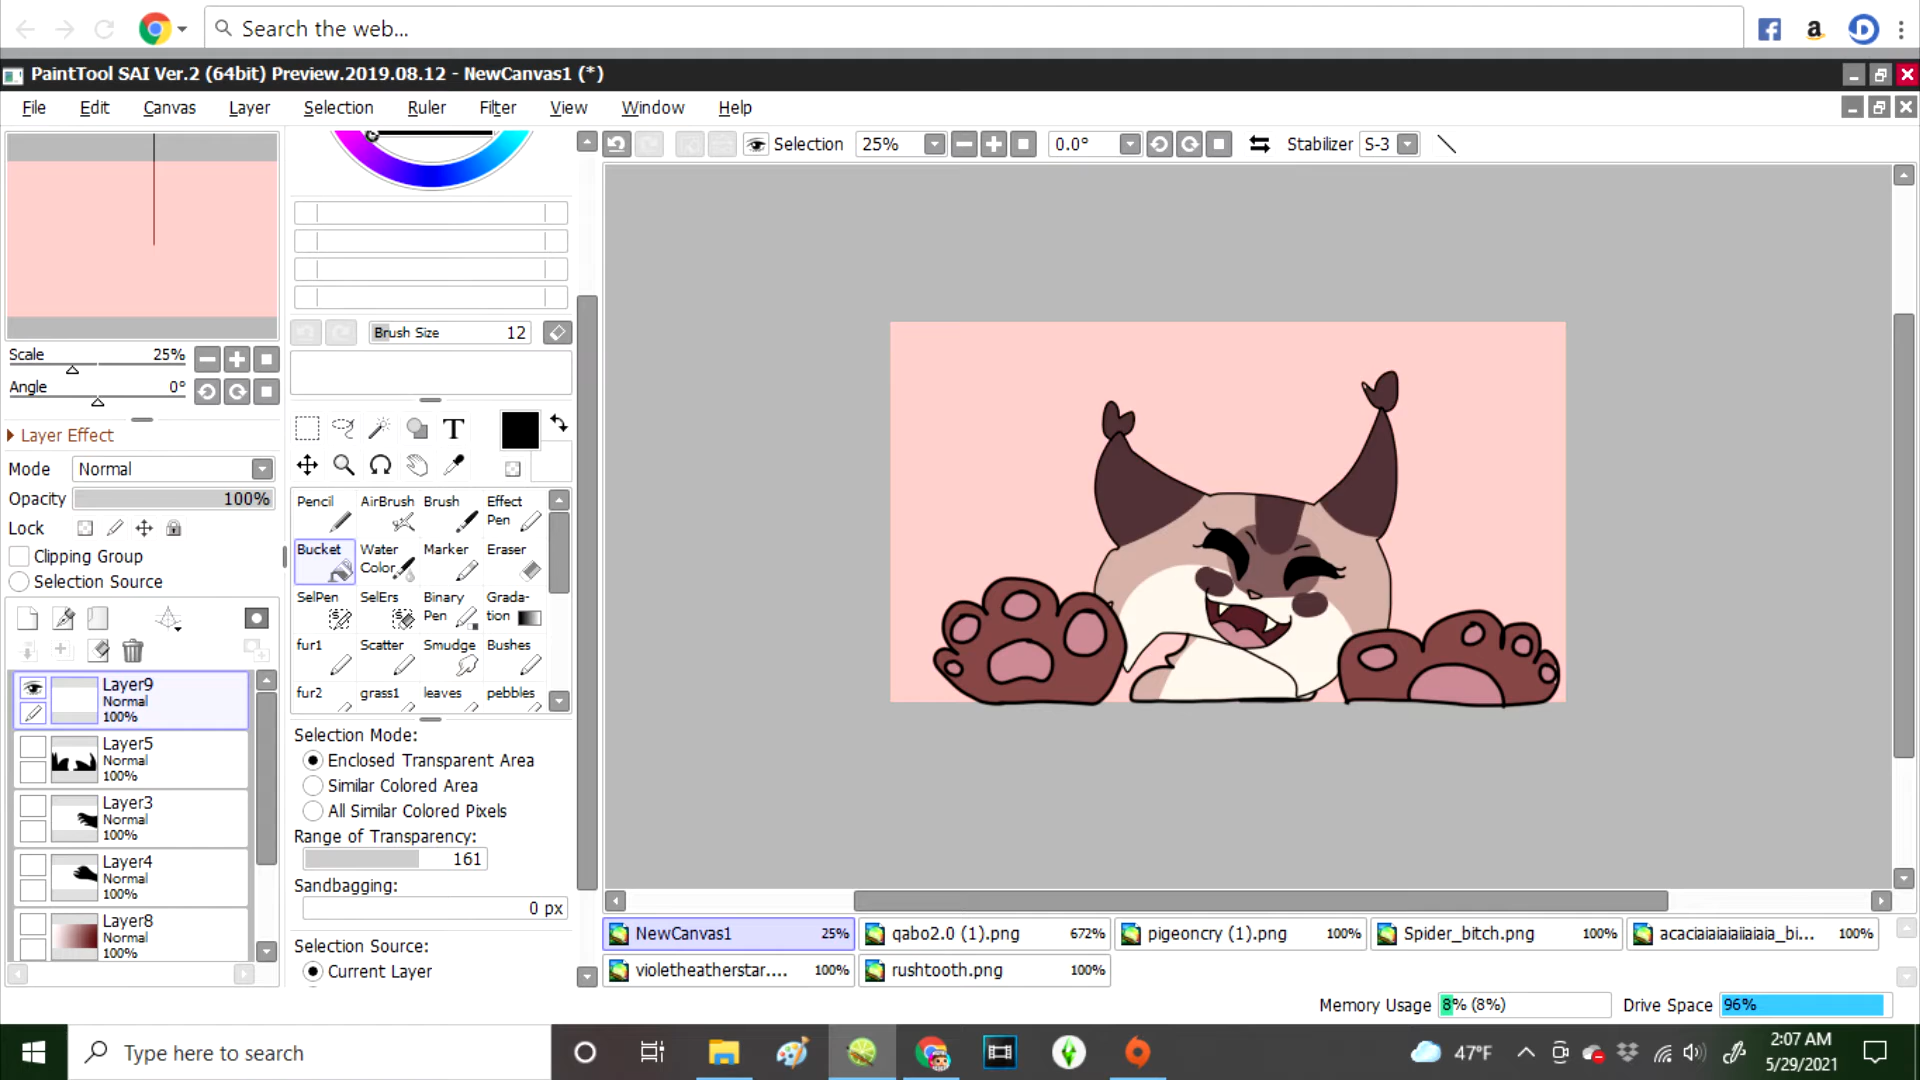 Search the web...
PaintTool SAI Ver.2 (64bit) Preview.2019.08.12 - NewCanvas1 (*)
File Edit Canvas Layer Selection Ruler Filter View Window Help
Selection 25% 0.0° Stabilizer S-3
Scale 25%
Angle 0°
Layer Effect
Mode Normal
Opacity 100%
Lock
Clipping Group
Selection Source
Layer9
Normal
100%
Layer5
Normal
100%
Layer3
Normal
100%
Layer4
Normal
100%
Layer8
Normal
100%
Brush Size 12
T
Pencil AirBrush Brush Effect Pen
Bucket Water Color Marker Eraser
SelPen SelErs Binary Pen Grada-tion
fur1 Scatter Smudge Bushes
fur2 grass1 leaves pebbles
Selection Mode:
Enclosed Transparent Area
Similar Colored Area
All Similar Colored Pixels
Range of Transparency:
161
Sandbagging:
0 px
Selection Source:
Current Layer
NewCanvas1 25% qabo2.0 (1).png 672% pigeoncry (1).png 100% Spider_bitch.png 100% acaciaiaiaiaiiaiaia_bi... 100%
violetheatherstar.... 100% rushtooth.png 100%
Memory Usage 8% (8%) Drive Space 96%
Type here to search
47°F
2:07 AM
5/29/2021